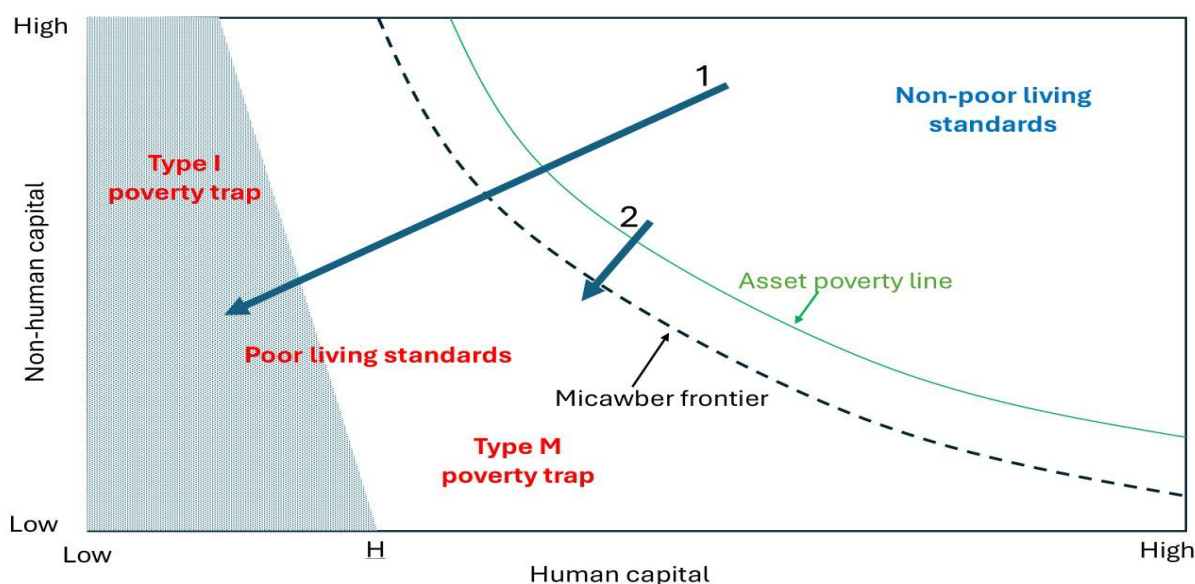 High
1
Non-poor living
standards
Type I
poverty trap
2
Non-human capital
Asset poverty line
Poor living standards
Micawber frontier
Type M
poverty trap
Low
Low
H
High
Human capital